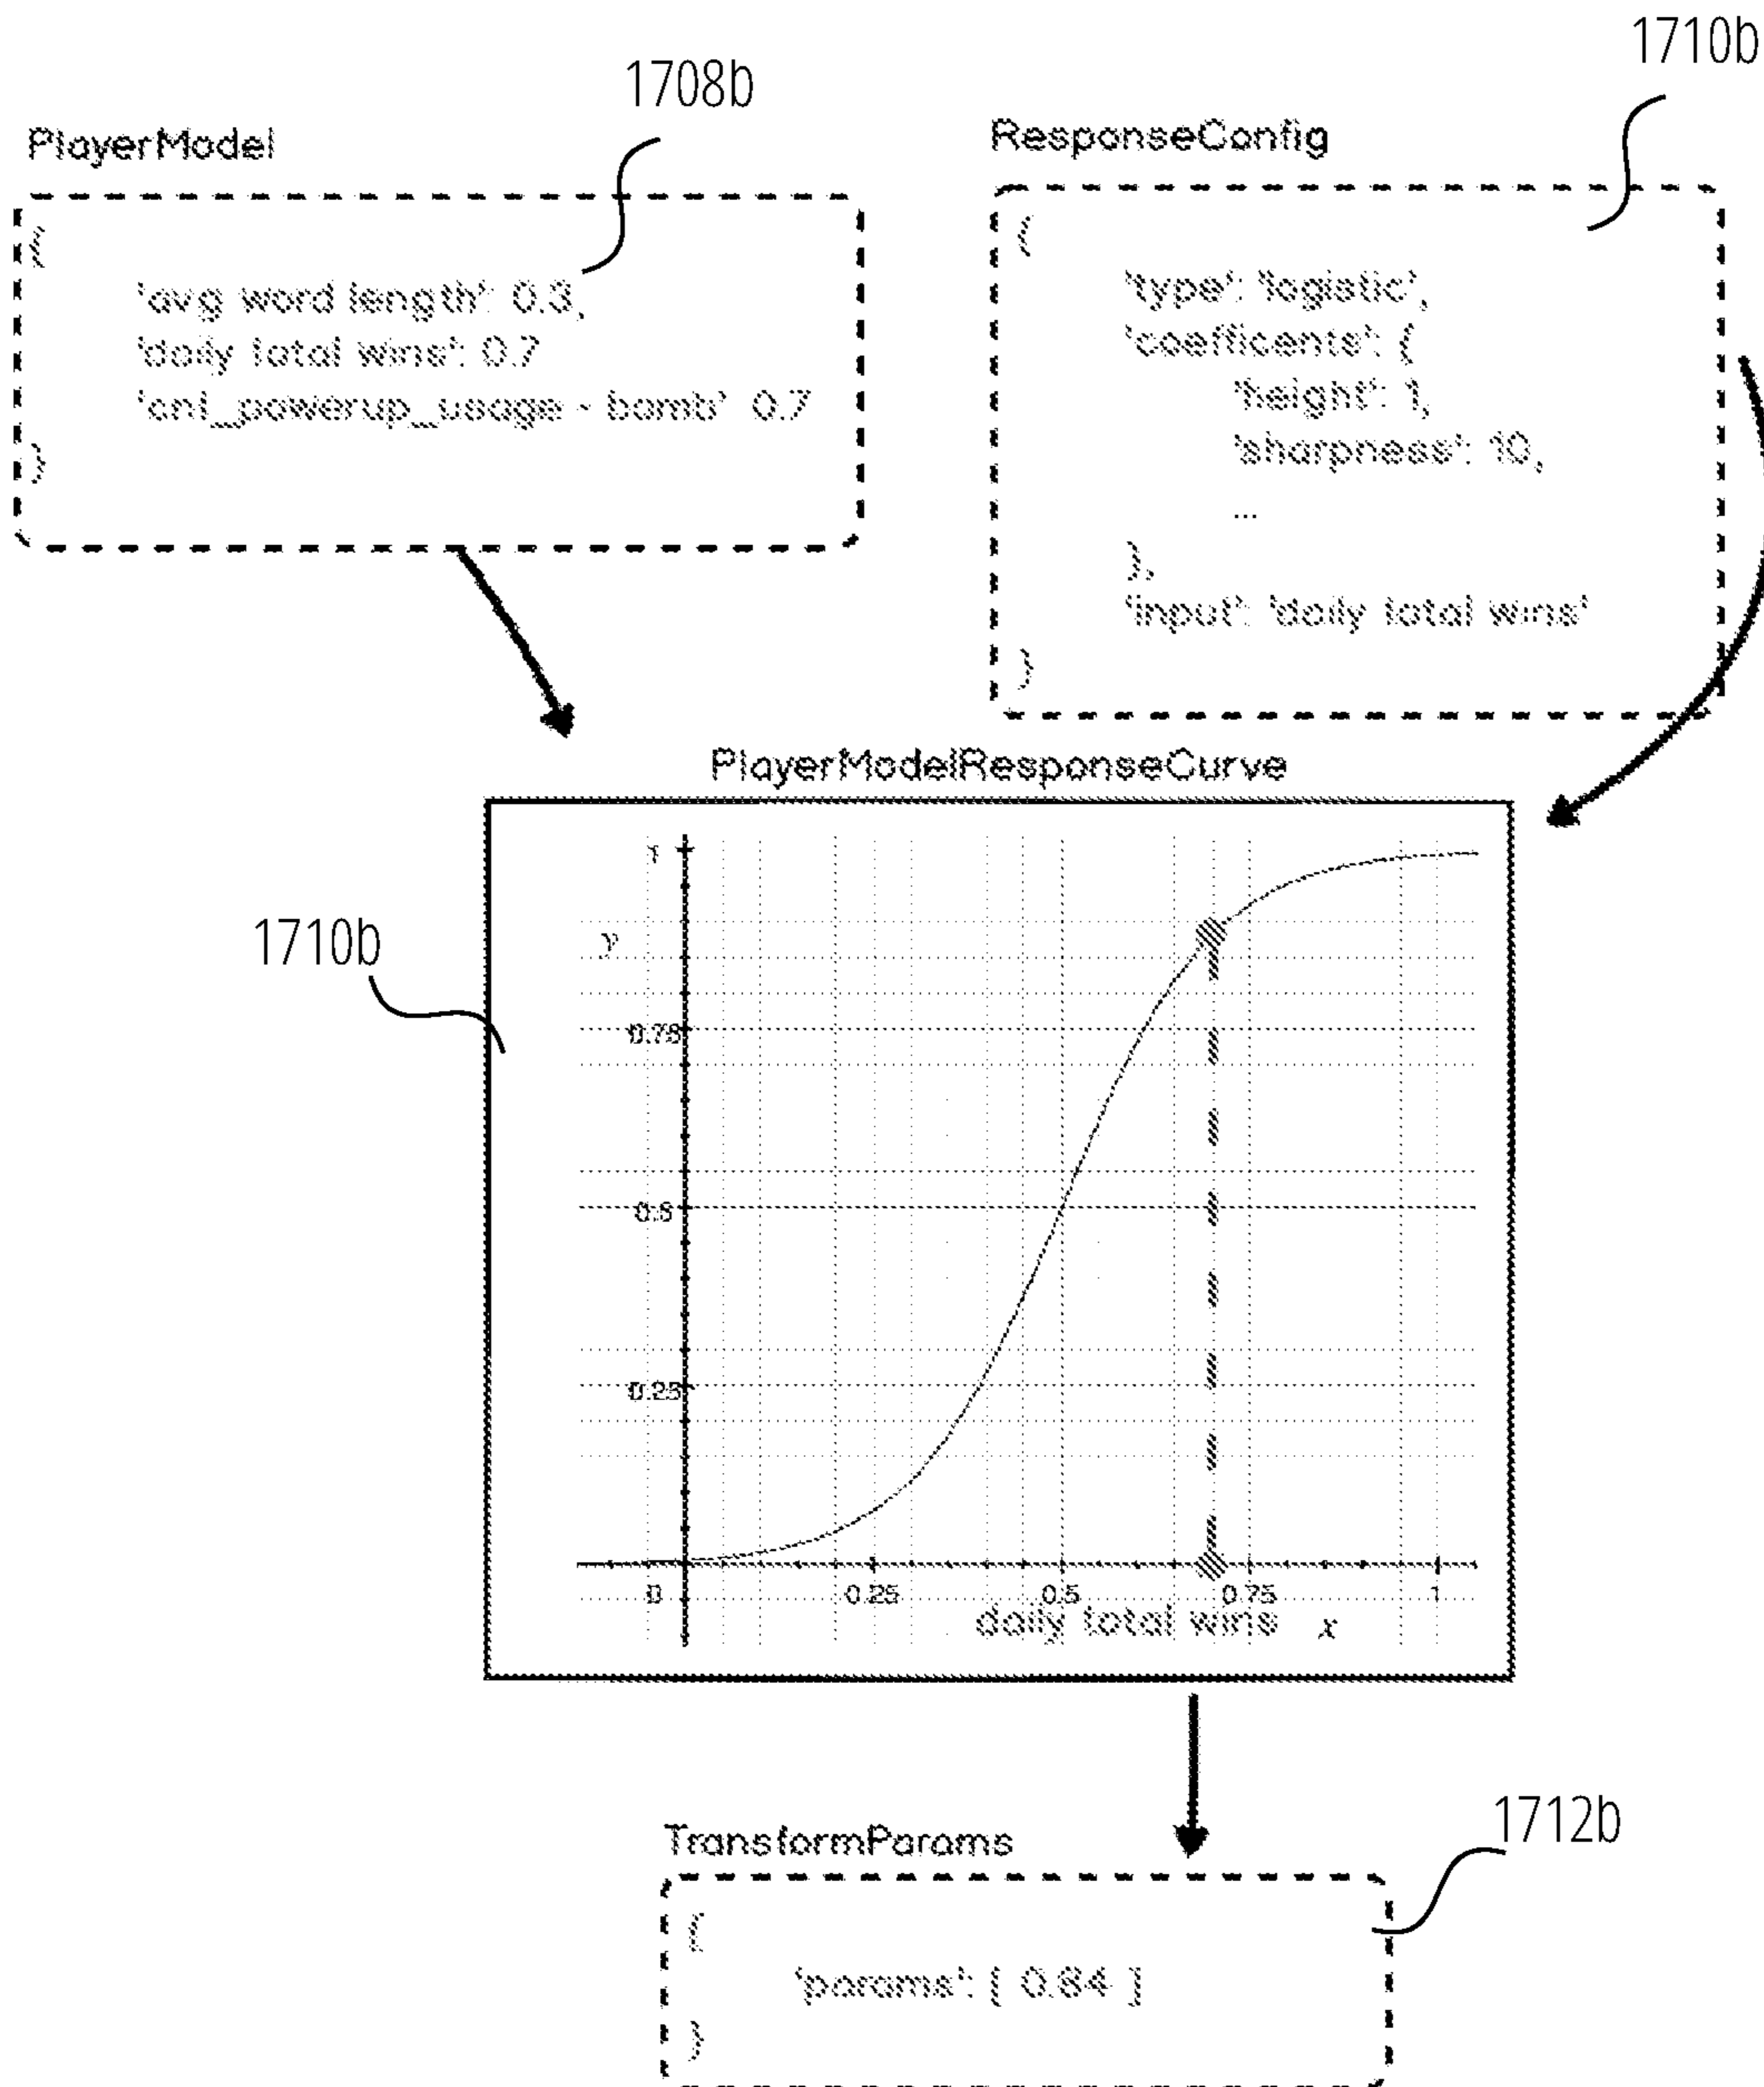 1708b
1710b
PlayerModel
{
'avg word length': 0.3,
'daily total wins': 0.7
'cnt_powerup_usage - bomb' 0.7
}
ResponseConfig
{
'type': 'logistic',
'coefficents': {
'height': 1,
'sharpness': 10,
...
},
'input': 'daily total wins'
}
PlayerModelResponseCurve
1710b
1
y
0.75
0.5
0.25
0 0.25 0.5 0.75 1
daily total wins x
TransformParams
1712b
{
'params': [ 0.84 ]
}